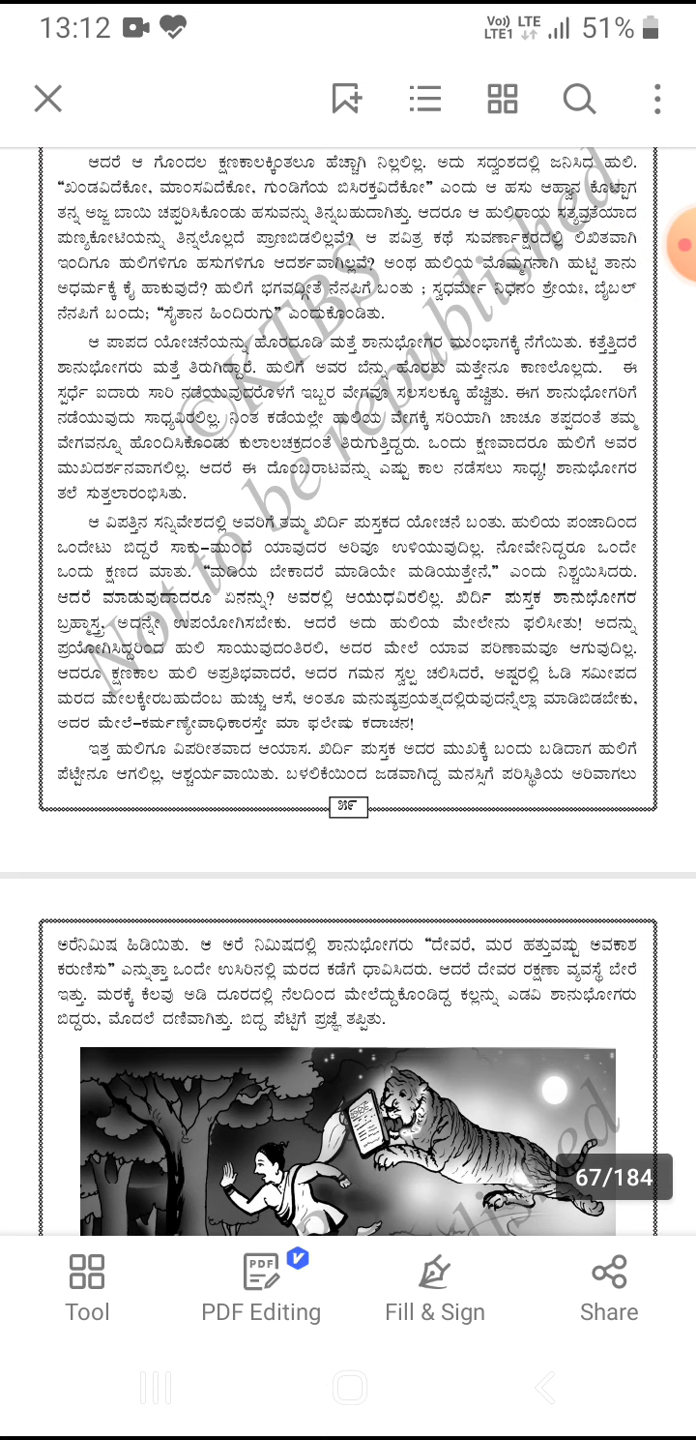 13:12
Vo) LTE
LTE1
51%
ಆದರೆ ಆ ಗೊಂದಲ ಕ್ಷಣಕಾಲಕ್ಕಿಂತಲೂ ಹೆಚ್ಚಾಗಿ ನಿಲ್ಲಲಿಲ್ಲ. ಅದು ಸದ್ವಂಶದಲ್ಲಿ ಜನಿಸಿದ ಹುಲಿ.
“ಖಂಡವಿದೆಕೋ, ಮಾಂಸವಿದೆಕೋ, ಗುಂಡಿಗೆಯ ಬಿಸಿರಕ್ತವಿದೆಕೋ” ಎಂದು ಆ ಹಸು ಆಹ್ವಾನ ಕೊಟ್ಟಾಗ
ತನ್ನ ಅಜ್ಜ ಬಾಯಿ ಚಪ್ಪರಿಸಿಕೊಂಡು ಹಸುವನ್ನು ತಿನ್ನಬಹುದಾಗಿತ್ತು. ಆದರೂ ಆ ಹುಲಿರಾಯ ಸತ್ಯವ್ರತೆಯಾದ
ಪುಣ್ಯಕೋಟಿಯನ್ನು ತಿನ್ನಲೊಲ್ಲದೆ ಪ್ರಾಣಬಿಡಲಿಲ್ಲವೆ? ಆ ಪವಿತ್ರ ಕಥೆ ಸುವರ್ಣಾಕ್ಷರದಲ್ಲಿ ಲಿಖಿತವಾಗಿ
ಇಂದಿಗೂ ಹುಲಿಗಳಿಗೂ ಹಸುಗಳಿಗೂ ಆದರ್ಶವಾಗಿಲ್ಲವೆ? ಅಂಥ ಹುಲಿಯ ಮೊಮ್ಮಗನಾಗಿ ಹುಟ್ಟಿ ತಾನು
ಅಧರ್ಮಕ್ಕೆ ಕೈ ಹಾಕುವುದೆ? ಹುಲಿಗೆ ಭಗವದ್ಗೀತೆ ನೆನಪಿಗೆ ಬಂತು ; ಸ್ವಧರ್ಮೇ ನಿಧನಂ ಶ್ರೇಯಃ, ಬೈಬಲ್
ನೆನಪಿಗೆ ಬಂದು; “ಸೈತಾನ ಹಿಂದಿರುಗು” ಎಂದುಕೊಂಡಿತು.
ಆ ಪಾಪದ ಯೋಚನೆಯನ್ನು ಹೊರದೂಡಿ ಮತ್ತೆ ಶಾನುಭೋಗರ ಮುಂಭಾಗಕ್ಕೆ ನೆಗೆಯಿತು. ಕತ್ತೆತ್ತಿದರೆ
ಶಾನುಭೋಗರು ಮತ್ತೆ ತಿರುಗಿದ್ದಾರೆ. ಹುಲಿಗೆ ಅವರ ಬೆನ್ನು ಹೊರತು ಮತ್ತೇನೂ ಕಾಣಲೊಲ್ಲದು. ಈ
ಸ್ಪರ್ಧೆ ಐದಾರು ಸಾರಿ ನಡೆಯುವುದರೊಳಗೆ ಇಬ್ಬರ ವೇಗವೂ ಸಲಸಲಕ್ಕೂ ಹೆಚ್ಚಿತು. ಈಗ ಶಾನುಭೋಗರಿಗೆ
ನಡೆಯುವುದು ಸಾಧ್ಯವಿರಲಿಲ್ಲ. ನಿಂತ ಕಡೆಯಲ್ಲೇ ಹುಲಿಯ ವೇಗಕ್ಕೆ ಸರಿಯಾಗಿ ಚಾಚೂ ತಪ್ಪದಂತೆ ತಮ್ಮ
ವೇಗವನ್ನೂ ಹೊಂದಿಸಿಕೊಂಡು ಕುಲಾಲಚಕ್ರದಂತೆ ತಿರುಗುತ್ತಿದ್ದರು. ಒಂದು ಕ್ಷಣವಾದರೂ ಹುಲಿಗೆ ಅವರ
ಮುಖದರ್ಶನವಾಗಲಿಲ್ಲ. ಆದರೆ ಈ ದೊಂಬರಾಟವನ್ನು ಎಷ್ಟು ಕಾಲ ನಡೆಸಲು ಸಾಧ್ಯ! ಶಾನುಭೋಗರ
ತಲೆ ಸುತ್ತಲಾರಂಭಿಸಿತು.
ಆ ವಿಪತ್ತಿನ ಸನ್ನಿವೇಶದಲ್ಲಿ ಅವರಿಗೆ ತಮ್ಮ ಖಿರ್ದಿ ಪುಸ್ತಕದ ಯೋಚನೆ ಬಂತು. ಹುಲಿಯ ಪಂಜಾದಿಂದ
ಒಂದೇಟು ಬಿದ್ದರೆ ಸಾಕು–ಮುಂದೆ ಯಾವುದರ ಅರಿವೂ ಉಳಿಯುವುದಿಲ್ಲ. ನೋವೇನಿದ್ದರೂ ಒಂದೇ
ಒಂದು ಕ್ಷಣದ ಮಾತು. “ಮಡಿಯ ಬೇಕಾದರೆ ಮಾಡಿಯೇ ಮಡಿಯುತ್ತೇನೆ,” ಎಂದು ನಿಶ್ಚಯಿಸಿದರು.
ಆದರೆ ಮಾಡುವುದಾದರೂ ಏನನ್ನು? ಅವರಲ್ಲಿ ಆಯುಧವಿರಲಿಲ್ಲ. ಖಿರ್ದಿ ಪುಸ್ತಕ ಶಾನುಭೋಗರ
ಬ್ರಹ್ಮಾಸ್ತ್ರ, ಅದನ್ನೇ ಉಪಯೋಗಿಸಬೇಕು. ಆದರೆ ಅದು ಹುಲಿಯ ಮೇಲೇನು ಫಲಿಸೀತು! ಅದನ್ನು
ಪ್ರಯೋಗಿಸಿದ್ದರಿಂದ ಹುಲಿ ಸಾಯುವುದಂತಿರಲಿ, ಅದರ ಮೇಲೆ ಯಾವ ಪರಿಣಾಮವೂ ಆಗುವುದಿಲ್ಲ.
ಆದರೂ ಕ್ಷಣಕಾಲ ಹುಲಿ ಅಪ್ರತಿಭವಾದರೆ, ಅದರ ಗಮನ ಸ್ವಲ್ಪ ಚಲಿಸಿದರೆ, ಅಷ್ಟರಲ್ಲಿ ಓಡಿ ಸಮೀಪದ
ಮರದ ಮೇಲಕ್ಕೇರಬಹುದೆಂಬ ಹುಚ್ಚು ಆಸೆ, ಅಂತೂ ಮನುಷ್ಯಪ್ರಯತ್ನದಲ್ಲಿರುವುದನ್ನೆಲ್ಲಾ ಮಾಡಿಬಿಡಬೇಕು,
ಅದರ ಮೇಲೆ–ಕರ್ಮಣ್ಯೇವಾಧಿಕಾರಸ್ತೇ ಮಾ ಫಲೇಷು ಕದಾಚನ!
ಇತ್ತ ಹುಲಿಗೂ ವಿಪರೀತವಾದ ಆಯಾಸ. ಖಿರ್ದಿ ಪುಸ್ತಕ ಅದರ ಮುಖಕ್ಕೆ ಬಂದು ಬಡಿದಾಗ ಹುಲಿಗೆ
ಪೆಟ್ಟೇನೂ ಆಗಲಿಲ್ಲ, ಆಶ್ಚರ್ಯವಾಯಿತು. ಬಳಲಿಕೆಯಿಂದ ಜಡವಾಗಿದ್ದ ಮನಸ್ಸಿಗೆ ಪರಿಸ್ಥಿತಿಯ ಅರಿವಾಗಲು
೫೯
ಅರೆನಿಮಿಷ ಹಿಡಿಯಿತು. ಆ ಅರೆ ನಿಮಿಷದಲ್ಲಿ ಶಾನುಭೋಗರು “ದೇವರೆ, ಮರ ಹತ್ತುವಷ್ಟು ಅವಕಾಶ
ಕರುಣಿಸು” ಎನ್ನುತ್ತಾ ಒಂದೇ ಉಸಿರಿನಲ್ಲಿ ಮರದ ಕಡೆಗೆ ಧಾವಿಸಿದರು. ಆದರೆ ದೇವರ ರಕ್ಷಣಾ ವ್ಯವಸ್ಥೆ ಬೇರೆ
ಇತ್ತು. ಮರಕ್ಕೆ ಕೆಲವು ಅಡಿ ದೂರದಲ್ಲಿ ನೆಲದಿಂದ ಮೇಲೆದ್ದುಕೊಂಡಿದ್ದ ಕಲ್ಲನ್ನು ಎಡವಿ ಶಾನುಭೋಗರು
ಬಿದ್ದರು, ಮೊದಲೆ ದಣಿವಾಗಿತ್ತು. ಬಿದ್ದ ಪೆಟ್ಟಿಗೆ ಪ್ರಜ್ಞೆ ತಪ್ಪಿತು.
©KTBS
Not to be republished
67/184
Tool
PDF
PDF Editing
Fill & Sign
Share